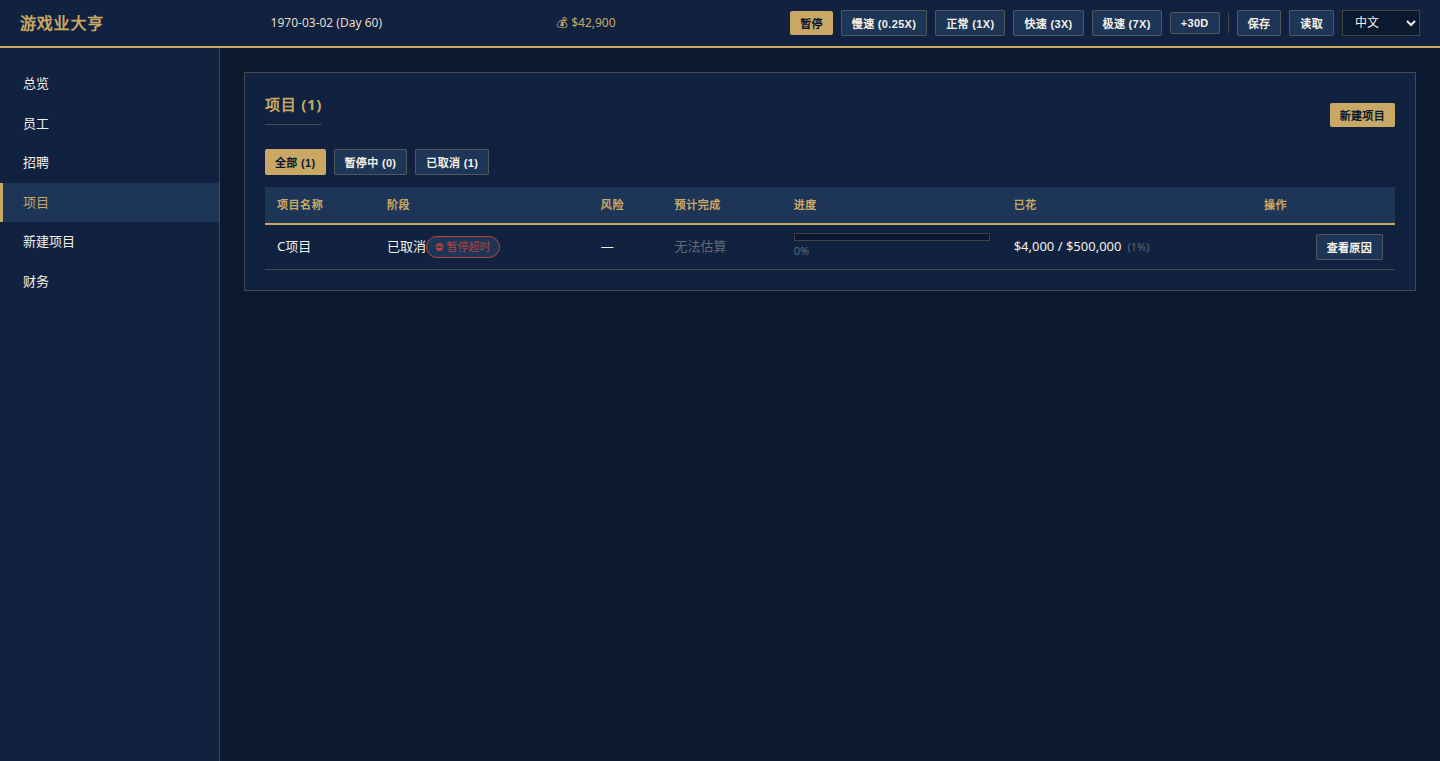 游戏业大亨
1970-03-02 (Day 60)
💰 $42,900
暂停
慢速 (0.25X)
正常 (1X)
快速 (3X)
极速 (7X)
+30D
保存
读取
中文
总览
员工
招聘
项目
新建项目
财务
项目 (1)
新建项目
全部 (1)
暂停中 (0)
已取消 (1)
项目名称 阶段 风险 预计完成 进度 已花 操作
C项目 已取消 ⛔ 暂停超时 — 无法估算 0% $4,000 / $500,000 (1%) 查看原因